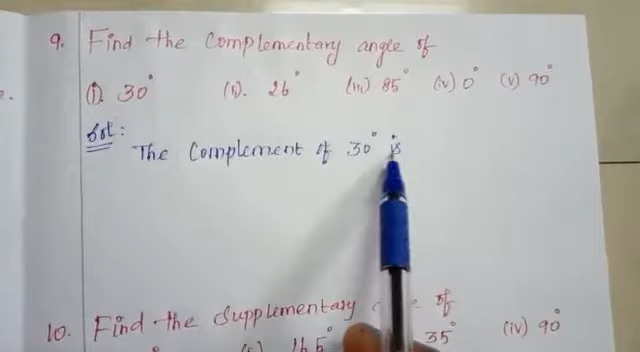 9. Find the Complementary angle of
(i). 30° (ii). 26° (iii) 85° (iv) 0° (v) 90°
Sol:
The Complement of 30° is
10. Find the Supplementary of
165° 35° (iv) 90°